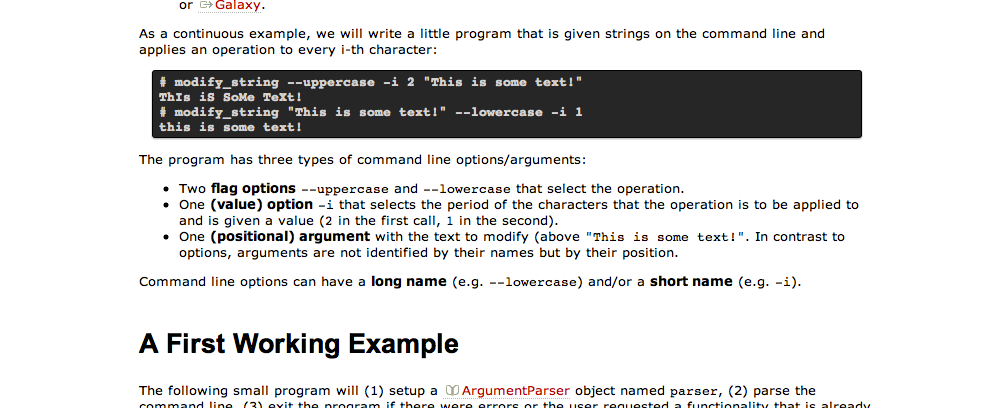 or Galaxy.
As a continuous example, we will write a little program that is given strings on the command line and
applies an operation to every i-th character:
# modify_string --uppercase -i 2 "This is some text!"
ThIs iS SoMe TeXt!
# modify_string "This is some text!" --lowercase -i 1
this is some text!
The program has three types of command line options/arguments:
• Two flag options --uppercase and --lowercase that select the operation.
• One (value) option -i that selects the period of the characters that the operation is to be applied to
and is given a value (2 in the first call, 1 in the second).
• One (positional) argument with the text to modify (above "This is some text!". In contrast to
options, arguments are not identified by their names but by their position.
Command line options can have a long name (e.g. --lowercase) and/or a short name (e.g. -i).
A First Working Example
The following small program will (1) setup a ArgumentParser object named parser, (2) parse the
command line, (3) exit the program if there were errors or the user requested a functionality that is already